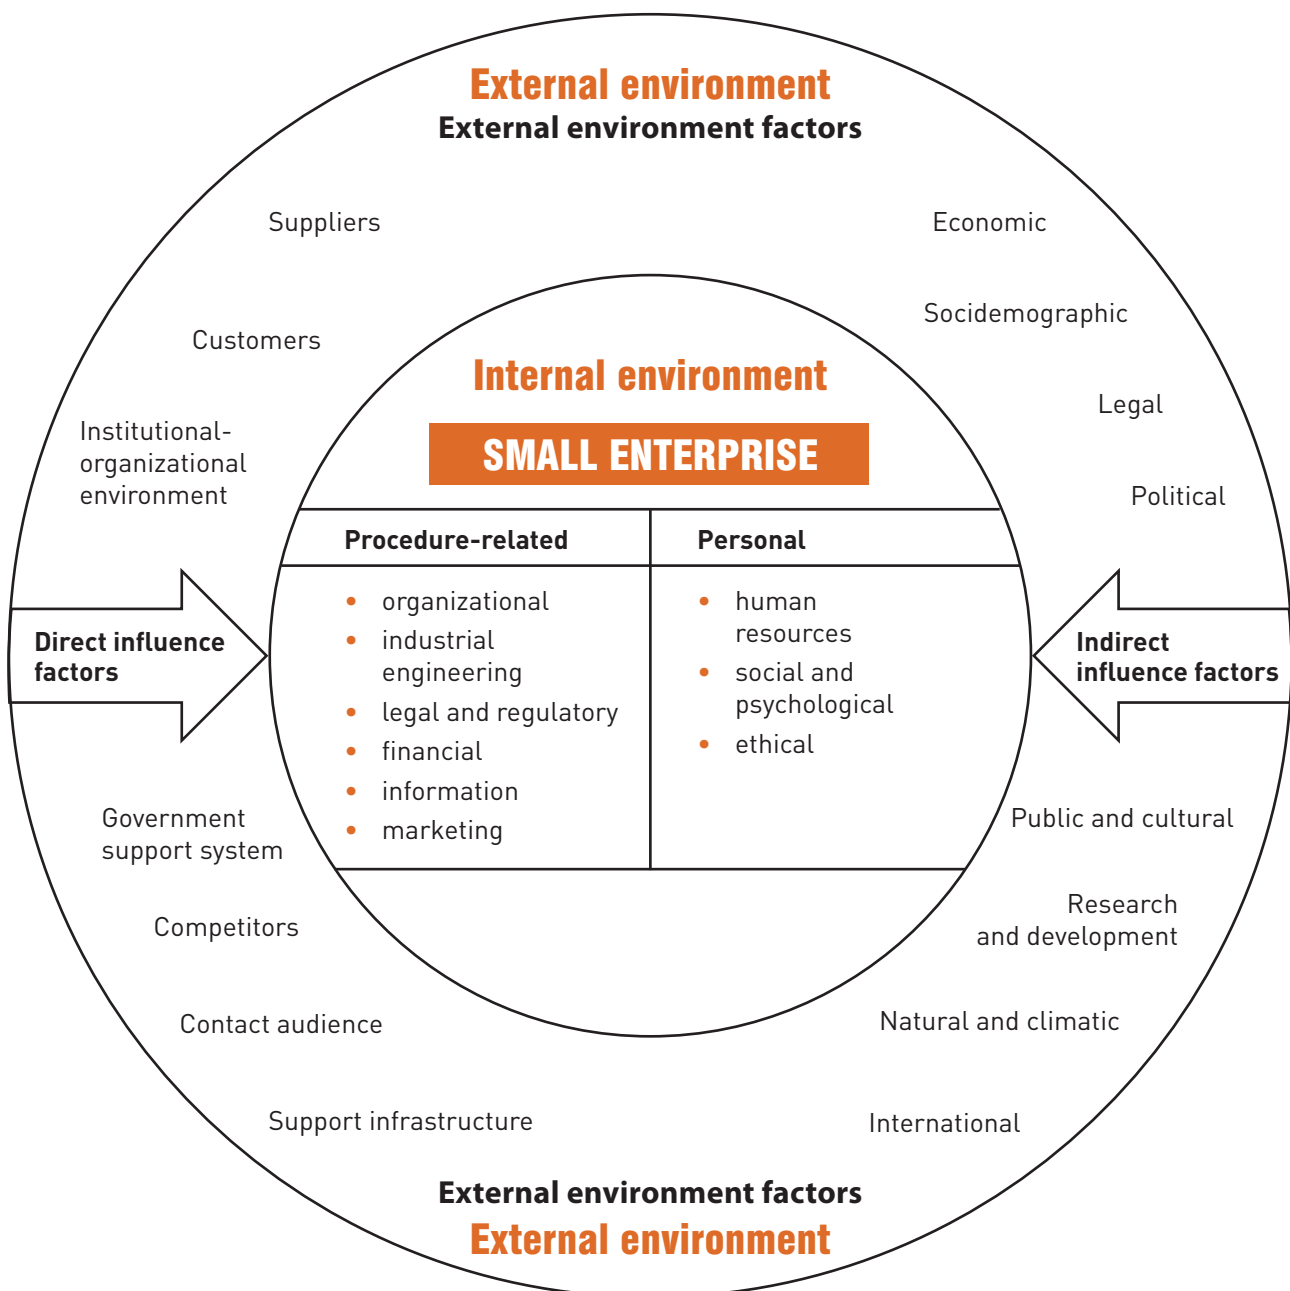 External environment
External environment factors
Suppliers
Customers
Institutional-
organizational
environment
Direct influence
factors
Government
support system
Competitors
Contact audience
Support infrastructure
Internal environment
SMALL ENTERPRISE
Procedure-related
• organizational
• industrial
engineering
• legal and regulatory
• financial
• information
• marketing
Personal
• human
resources
• social and
psychological
• ethical
Economic
Socidemographic
Legal
Political
Indirect
influence factors
Public and cultural
Research
and development
Natural and climatic
International
External environment factors
External environment